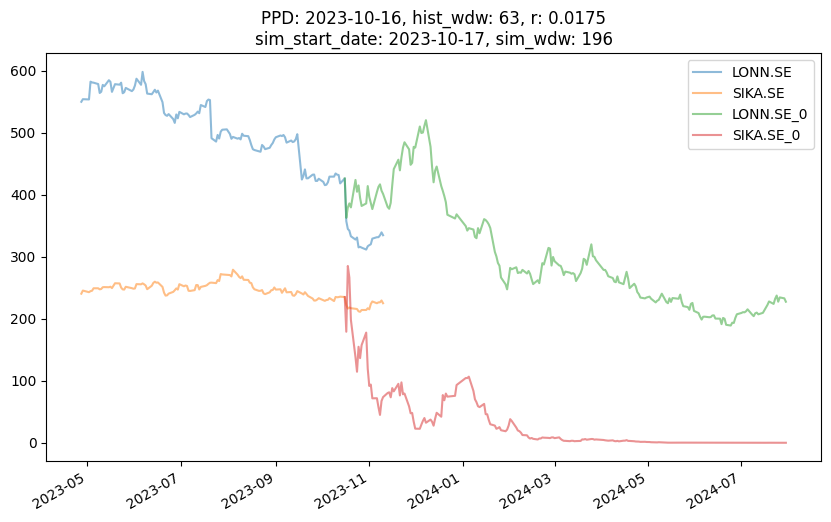 PPD: 2023-10-16, hist_wdw: 63, r: 0.0175
sim_start_date: 2023-10-17, sim_wdw: 196
LONN.SE
SIKA.SE
LONN.SE_0
SIKA.SE_0
600
500
400
300
200
100
0
2023-05
2023-07
2023-09
2023-11
2024-01
2024-03
2024-05
2024-07